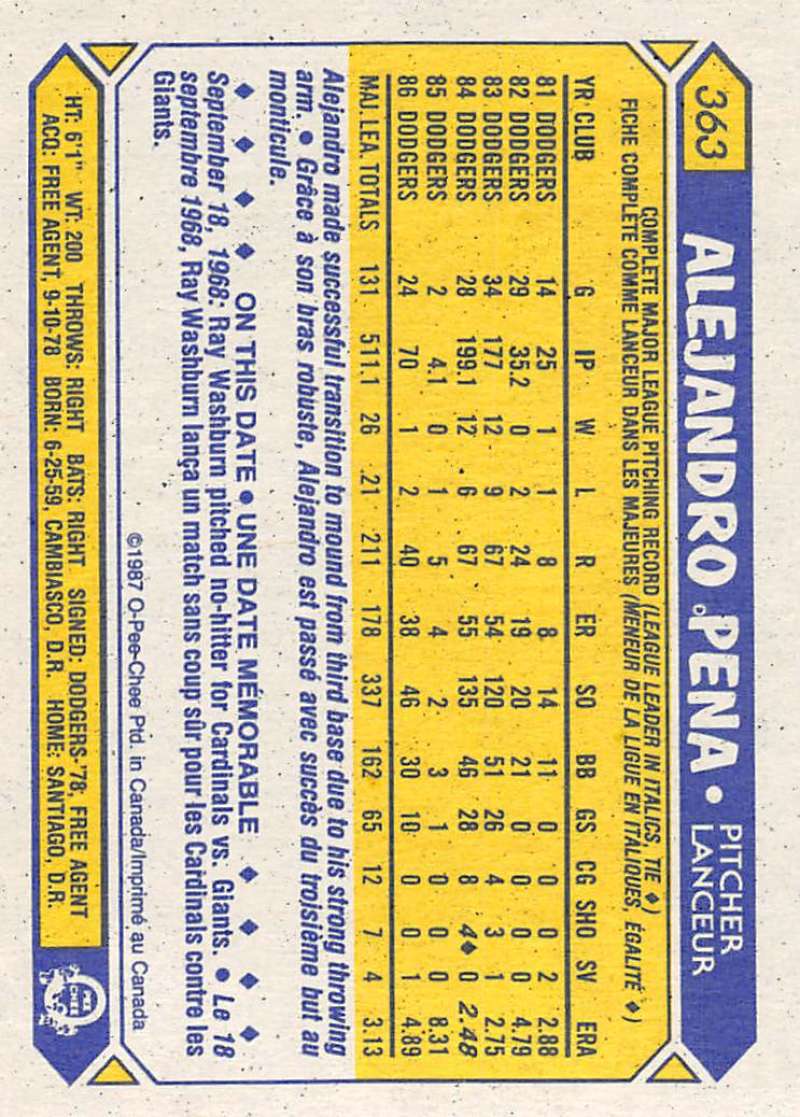 363 ALEJANDRO PENA • PITCHER
LANCEUR
COMPLETE MAJOR LEAGUE PITCHING RECORD (LEAGUE LEADER IN ITALICS, TIE ♦)
FICHE COMPLETE COMME LANCEUR DANS LES MAJEURES (MENEUR DE LA LIGUE EN ITALIQUES, ÉGALITÉ ♦)
YR CLUB G IP W L R ER SO BB GS CG SHO SV ERA
81 DODGERS 14 25 1 1 8 8 14 11 0 0 0 2 2.88
82 DODGERS 29 35.2 0 2 24 19 20 21 0 0 0 0 4.79
83 DODGERS 34 177 12 9 67 54 120 51 26 4 3 1 2.75
84 DODGERS 28 199.1 12 6 67 55 135 46 28 8 4♦ 0 2.48
85 DODGERS 2 4.1 0 1 5 4 2 3 1 0 0 0 8.31
86 DODGERS 24 70 1 2 40 38 46 30 10 0 0 1 4.89
MAJ. LEA. TOTALS 131 511.1 26 21 211 178 337 162 65 12 7 4 3.13
Alejandro made successful transition to mound from third base due to his strong throwing
arm. • Grâce à son bras robuste, Alejandro est passé avec succès du troisième but au
monticule.
♦ ♦ ♦ ♦ ON THIS DATE • UNE DATE MÉMORABLE ♦ ♦ ♦ ♦
September 18, 1968: Ray Washburn pitched no-hitter for Cardinals vs. Giants. • Le 18
septembre 1968, Ray Washburn lança un match sans coup sûr pour les Cardinals contre les
Giants.
©1987 O-Pee-Chee Ptd. in Canada/Imprimé au Canada
HT: 6'1" WT: 200 THROWS: RIGHT BATS: RIGHT SIGNED: DODGERS-'78, FREE AGENT
ACQ: FREE AGENT, 9-10-78 BORN: 6-25-59, CAMBIASCO, D.R. HOME: SANTIAGO, D.R.
O-PEE-CHEE